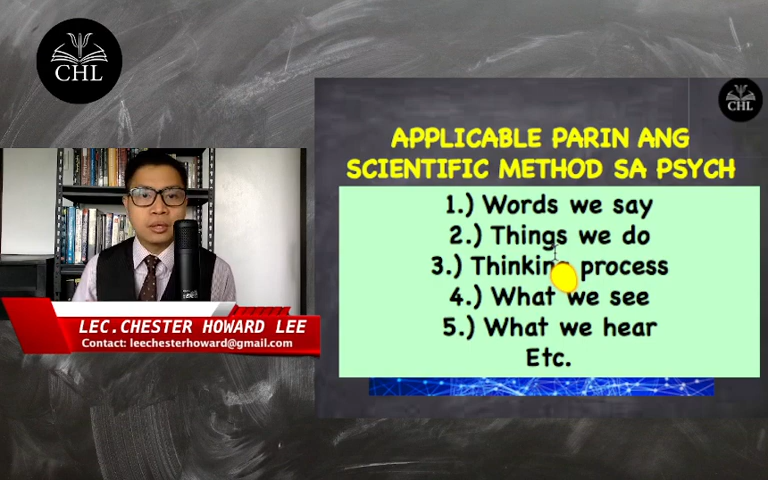 CHL
CHL
APPLICABLE PARIN ANG
SCIENTIFIC METHOD SA PSYCH
1.) Words we say
2.) Things we do
3.) Thinking process
4.) What we see
5.) What we hear
Etc.
LEC.CHESTER HOWARD LEE
Contact: leechesterhoward@gmail.com